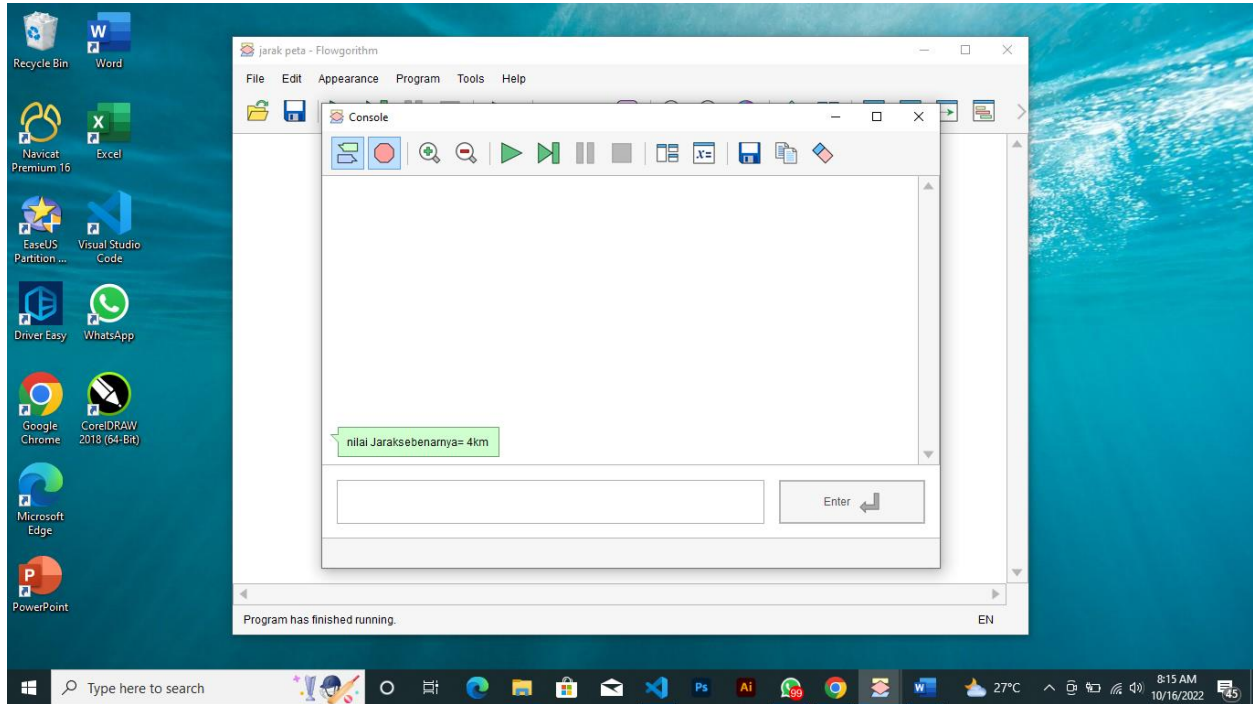 Recycle Bin
Word
Navicat
Premium 16
Excel
EaseUS
Partition ...
Visual Studio
Code
Driver Easy
WhatsApp
Google
Chrome
CorelDRAW
2018 (64-Bit)
Microsoft
Edge
PowerPoint
jarak peta - Flowgorithm
File Edit Appearance Program Tools Help
Console
x=
nilai Jaraksebenarnya= 4km
Enter
Program has finished running.
EN
Type here to search
Ps
Ai
99
27°C
8:15 AM
10/16/2022
45